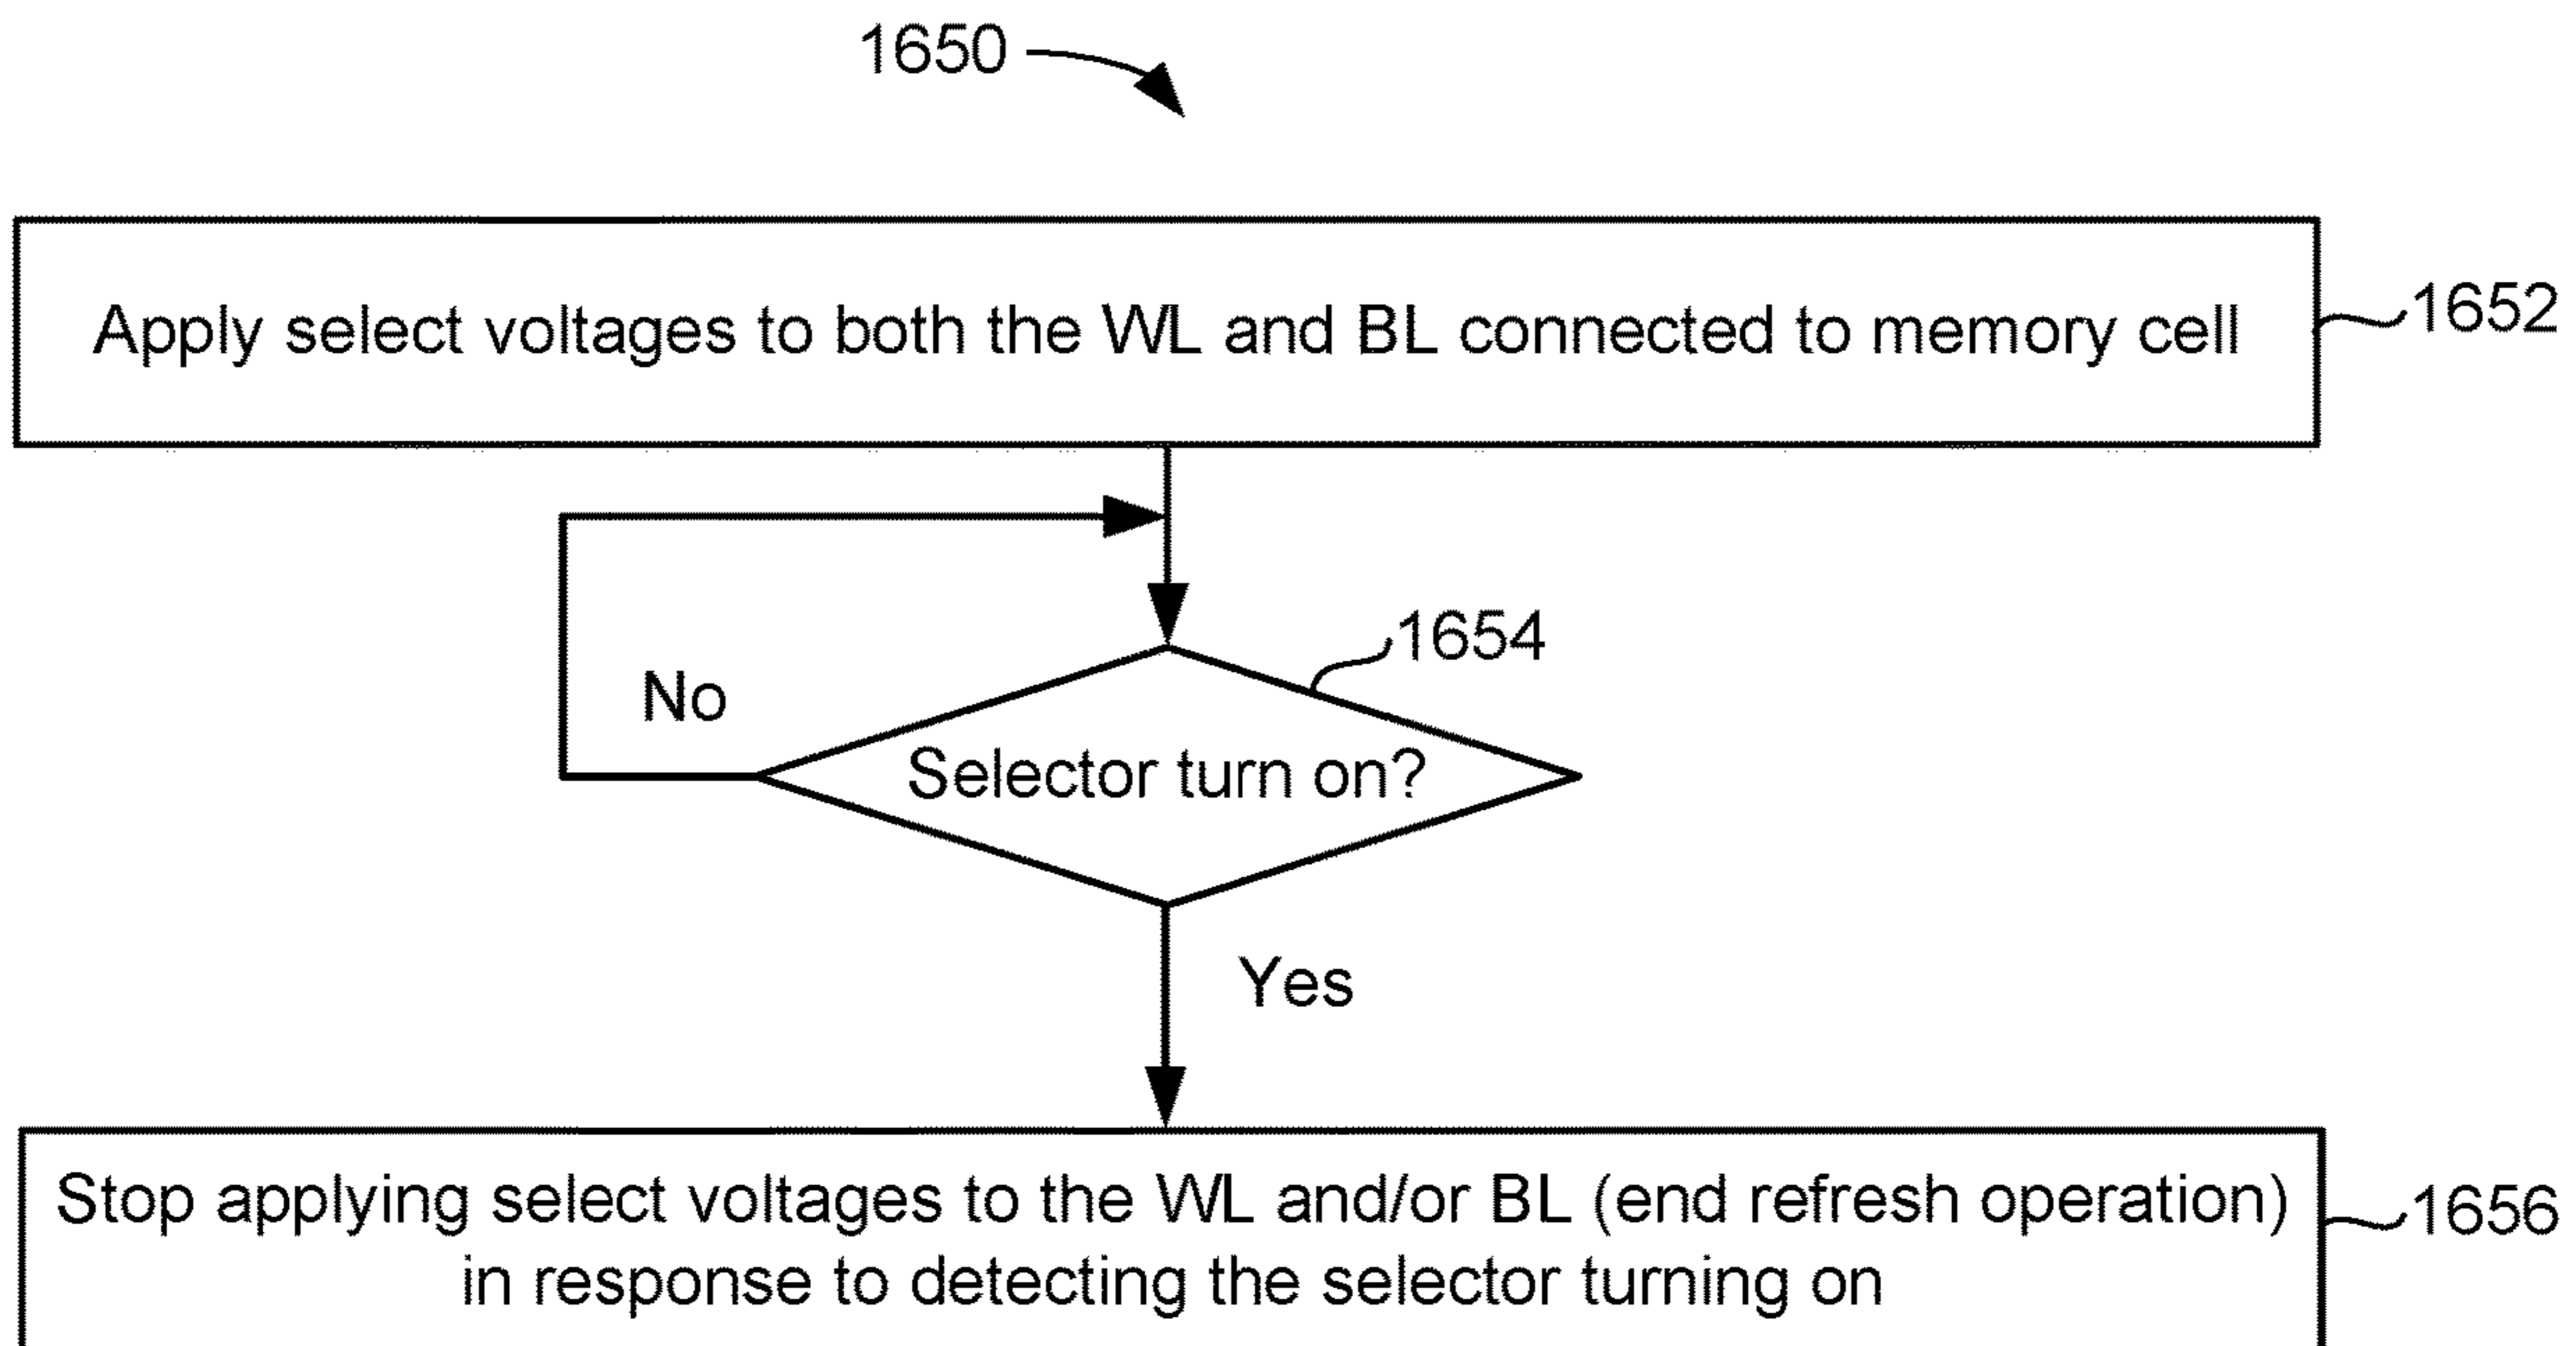 1650
Apply select voltages to both the WL and BL connected to memory cell
1652
1654
No
Selector turn on?
Yes
Stop applying select voltages to the WL and/or BL (end refresh operation)
in response to detecting the selector turning on
1656